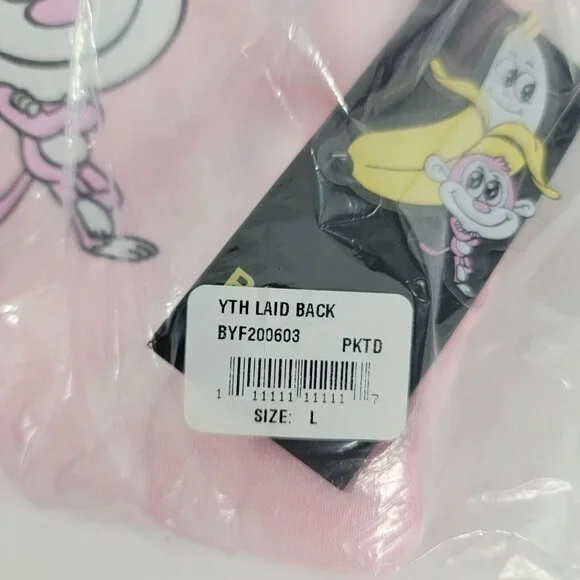 YTH LAID BACK
BYF200603 PKTD
1 11111 11111 7
SIZE: L